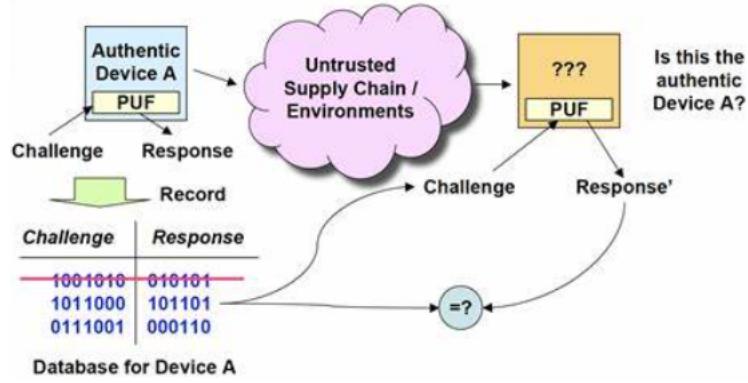 Authentic
Device A
PUF
Challenge
Response
Untrusted
Supply Chain /
Environments
???
PUF
Is this the
authentic
Device A?
Challenge
Response'
Record
Challenge Response
1001010 010101
1011000 101101
0111001 000110
=?
Database for Device A